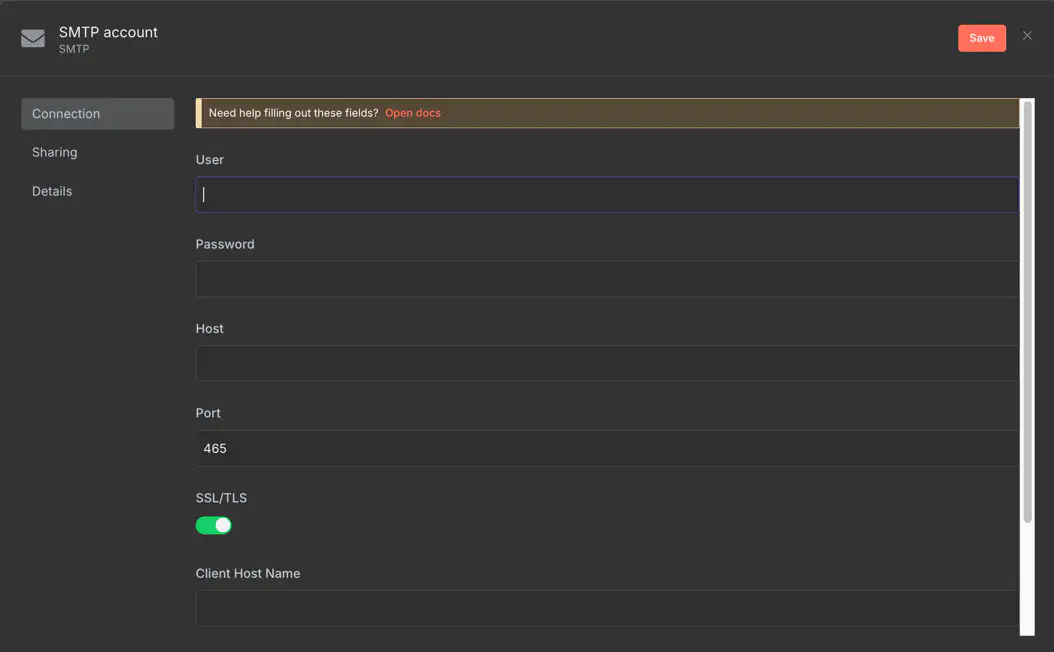 SMTP account
SMTP
Save
Connection
Sharing
Details
Need help filling out these fields? Open docs
User
Password
Host
Port
465
SSL/TLS
Client Host Name